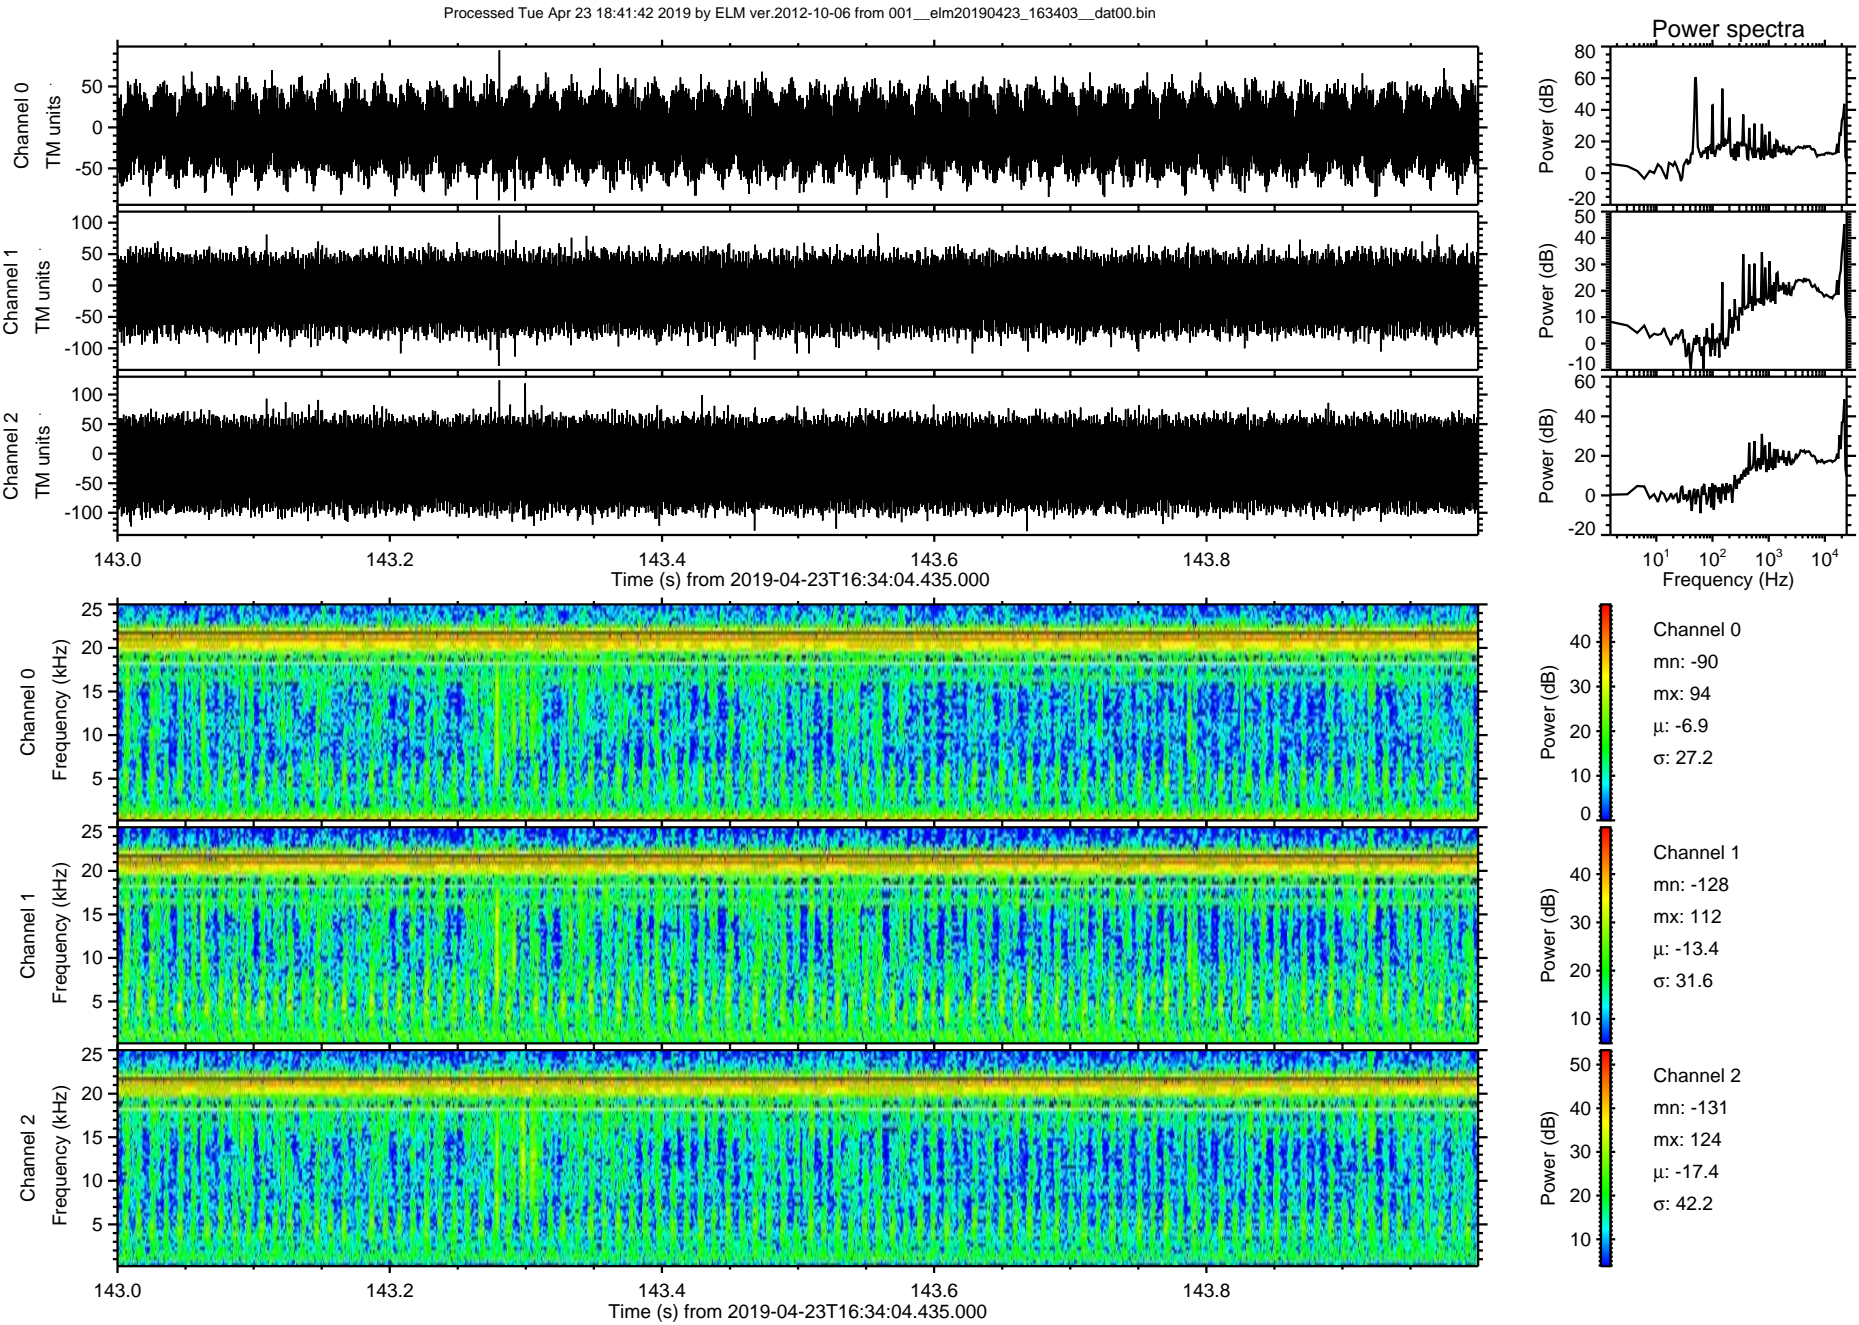 Processed Tue Apr 23 18:41:42 2019 by ELM ver.2012-10-06 from 001__elm20190423_163403__dat00.bin
Power spectra
Channel 0
TM units
50
0
-50
Power (dB)
80
60
40
20
0
-20
Channel 1
TM units
100
50
0
-50
-100
Power (dB)
50
40
30
20
10
0
-10
Channel 2
TM units
100
50
0
-50
-100
Power (dB)
60
40
20
0
-20
143.0 143.2 143.4 143.6 143.8
Time (s) from 2019-04-23T16:34:04.435.000
10¹ 10² 10³ 10⁴
Frequency (Hz)
Channel 0
Frequency (kHz)
25
20
15
10
5
Power (dB)
40
30
20
10
0
Channel 0
mn: -90
mx: 94
µ: -6.9
σ: 27.2
Channel 1
Frequency (kHz)
25
20
15
10
5
Power (dB)
40
30
20
10
Channel 1
mn: -128
mx: 112
µ: -13.4
σ: 31.6
Channel 2
Frequency (kHz)
25
20
15
10
5
Power (dB)
50
40
30
20
10
Channel 2
mn: -131
mx: 124
µ: -17.4
σ: 42.2
143.0 143.2 143.4 143.6 143.8
Time (s) from 2019-04-23T16:34:04.435.000